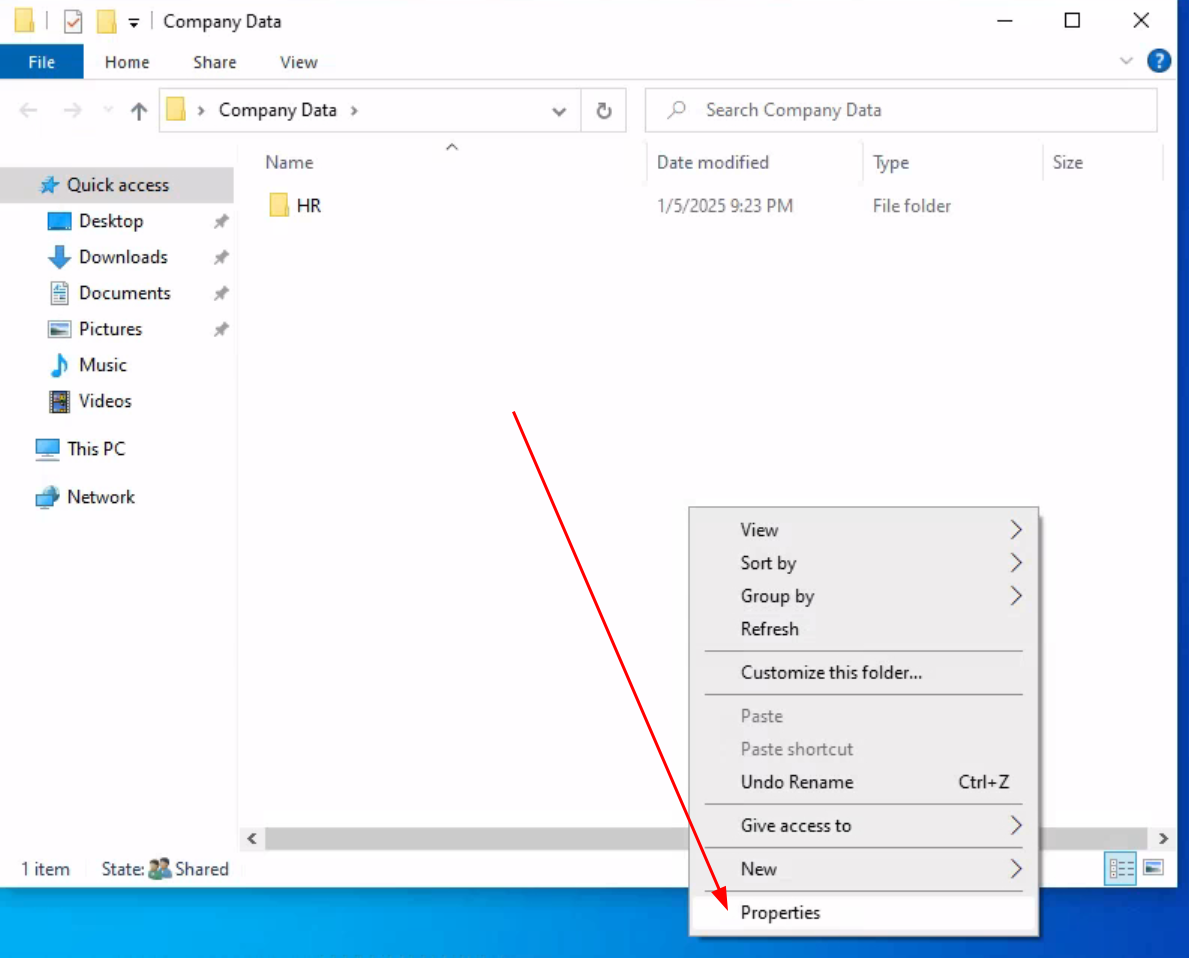 Company Data
File Home Share View
?
Company Data
Search Company Data
Name Date modified Type Size
Quick access
HR 1/5/2025 9:23 PM File folder
Desktop
Downloads
Documents
Pictures
Music
Videos
This PC
Network
View
Sort by
Group by
Refresh
Customize this folder...
Paste
Paste shortcut
Undo Rename Ctrl+Z
Give access to
New
Properties
1 item State: Shared